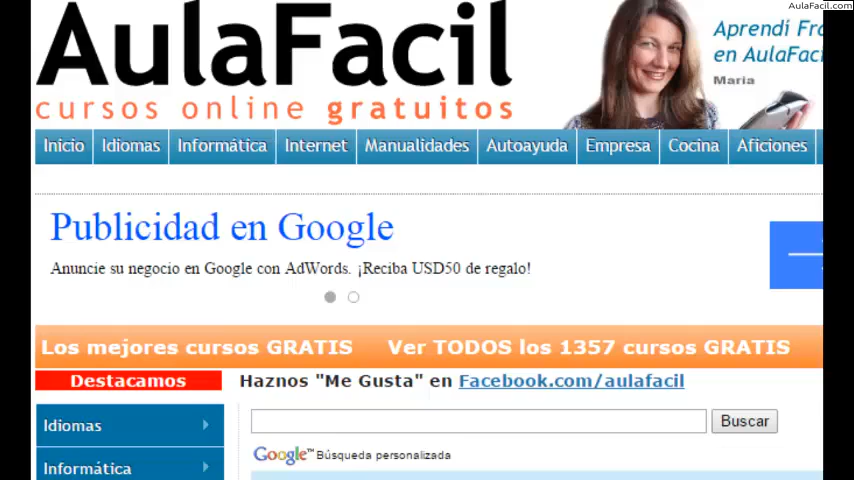 AulaFacil.com
AulaFacil
cursos online gratuitos
Aprendí Fra
en AulaFaci
Maria
Inicio Idiomas Informática Internet Manualidades Autoayuda Empresa Cocina Aficiones
Publicidad en Google
Anuncie su negocio en Google con AdWords. ¡Reciba USD50 de regalo!
Los mejores cursos GRATIS Ver TODOS los 1357 cursos GRATIS
Destacamos Haznos "Me Gusta" en Facebook.com/aulafacil
Idiomas Buscar
Google™ Búsqueda personalizada
Informática